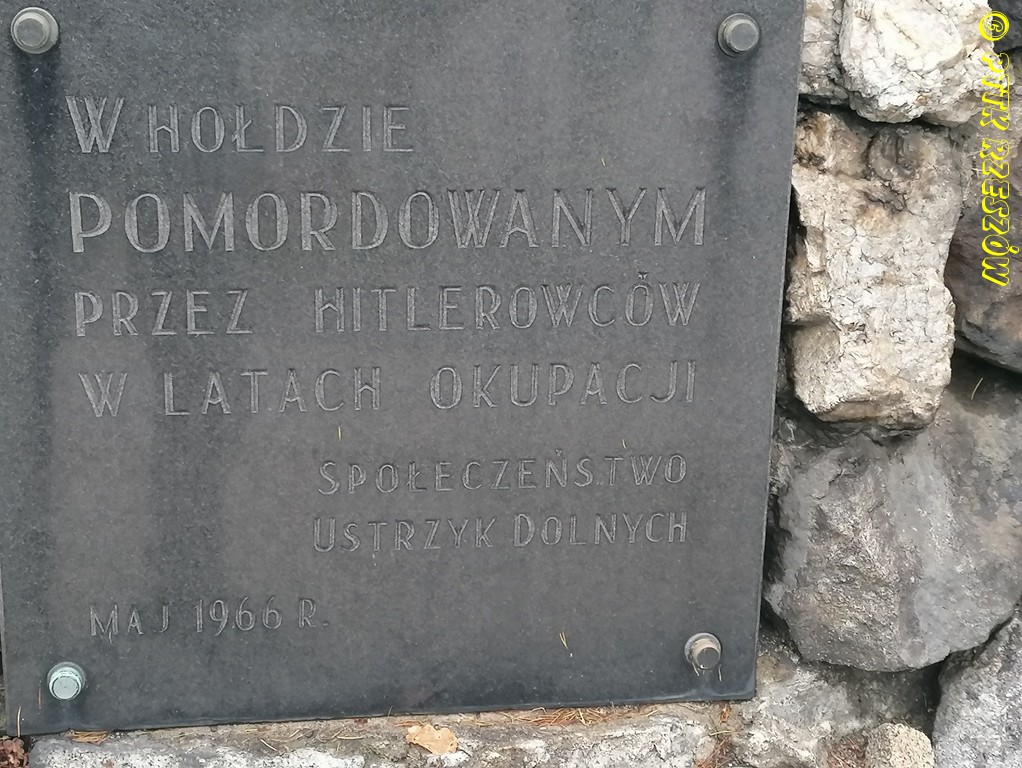 W HOŁDZIE
POMORDOWANYM
PRZEZ HITLEROWCÓW
W LATACH OKUPACJI
SPOŁECZEŃSTWO
USTRZYK DOLNYCH
MAJ 1966 R.
© PTTK RZESZÓW